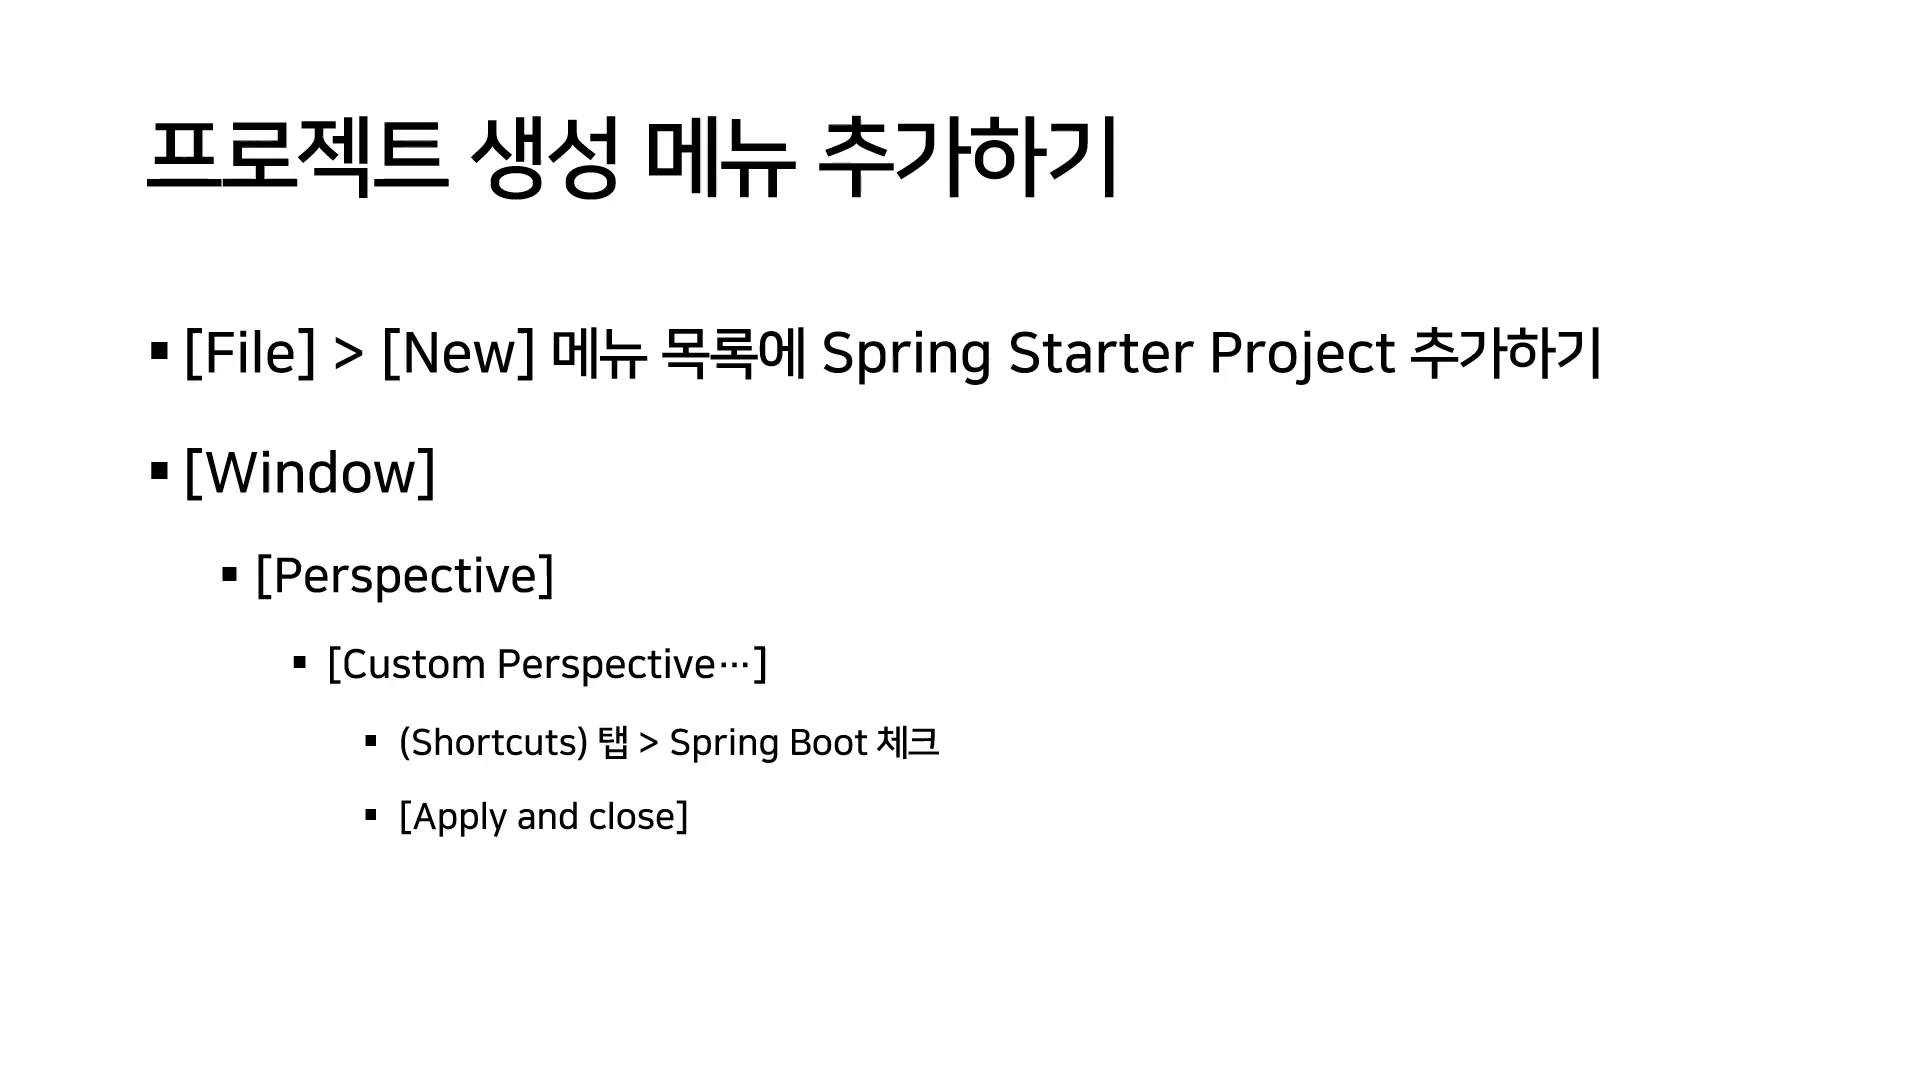 프로젝트 생성 메뉴 추가하기
▪ [File] > [New] 메뉴 목록에 Spring Starter Project 추가하기
▪ [Window]
▪ [Perspective]
▪ [Custom Perspective…]
▪ (Shortcuts) 탭 > Spring Boot 체크
▪ [Apply and close]